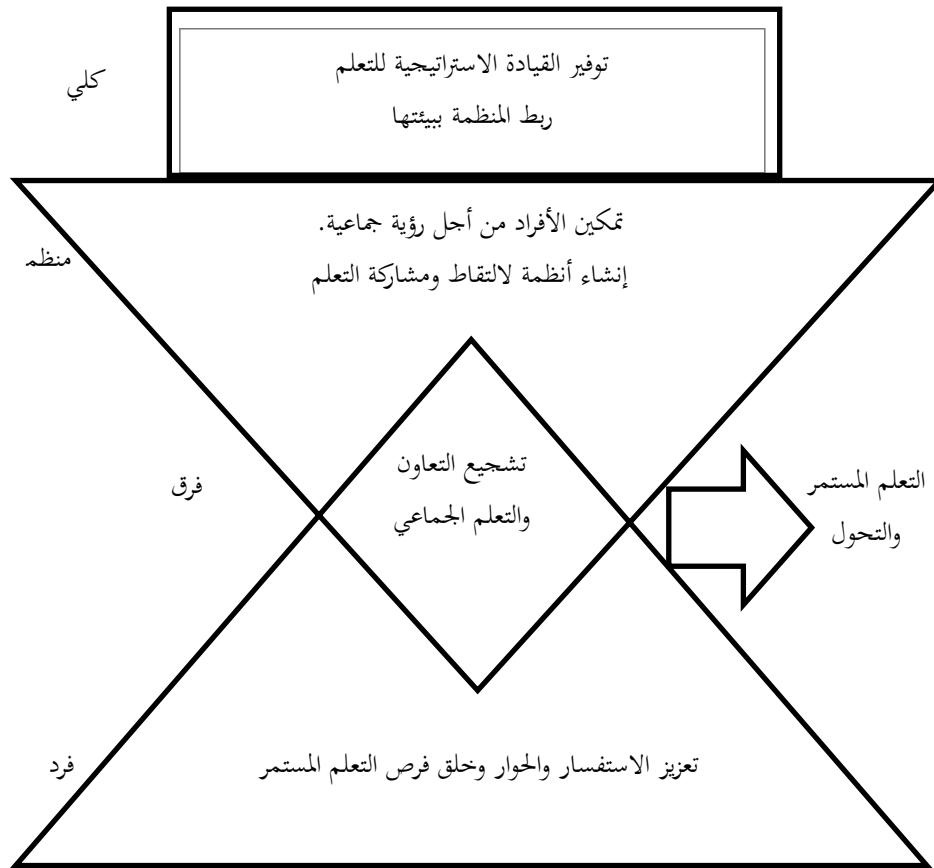 توفير القيادة الاستراتيجية للتعلم
ربط المنظمة ببيئتها
كلي
تمكين الأفراد من أجل رؤية جماعية.
إنشاء أنظمة لالتقاط ومشاركة التعلم
منظمـ
تشجيع التعاون
والتعلم الجماعي
فرق
التعلم المستمر
والتحول
تعزيز الاستفسار والحوار وخلق فرص التعلم المستمر
فرد